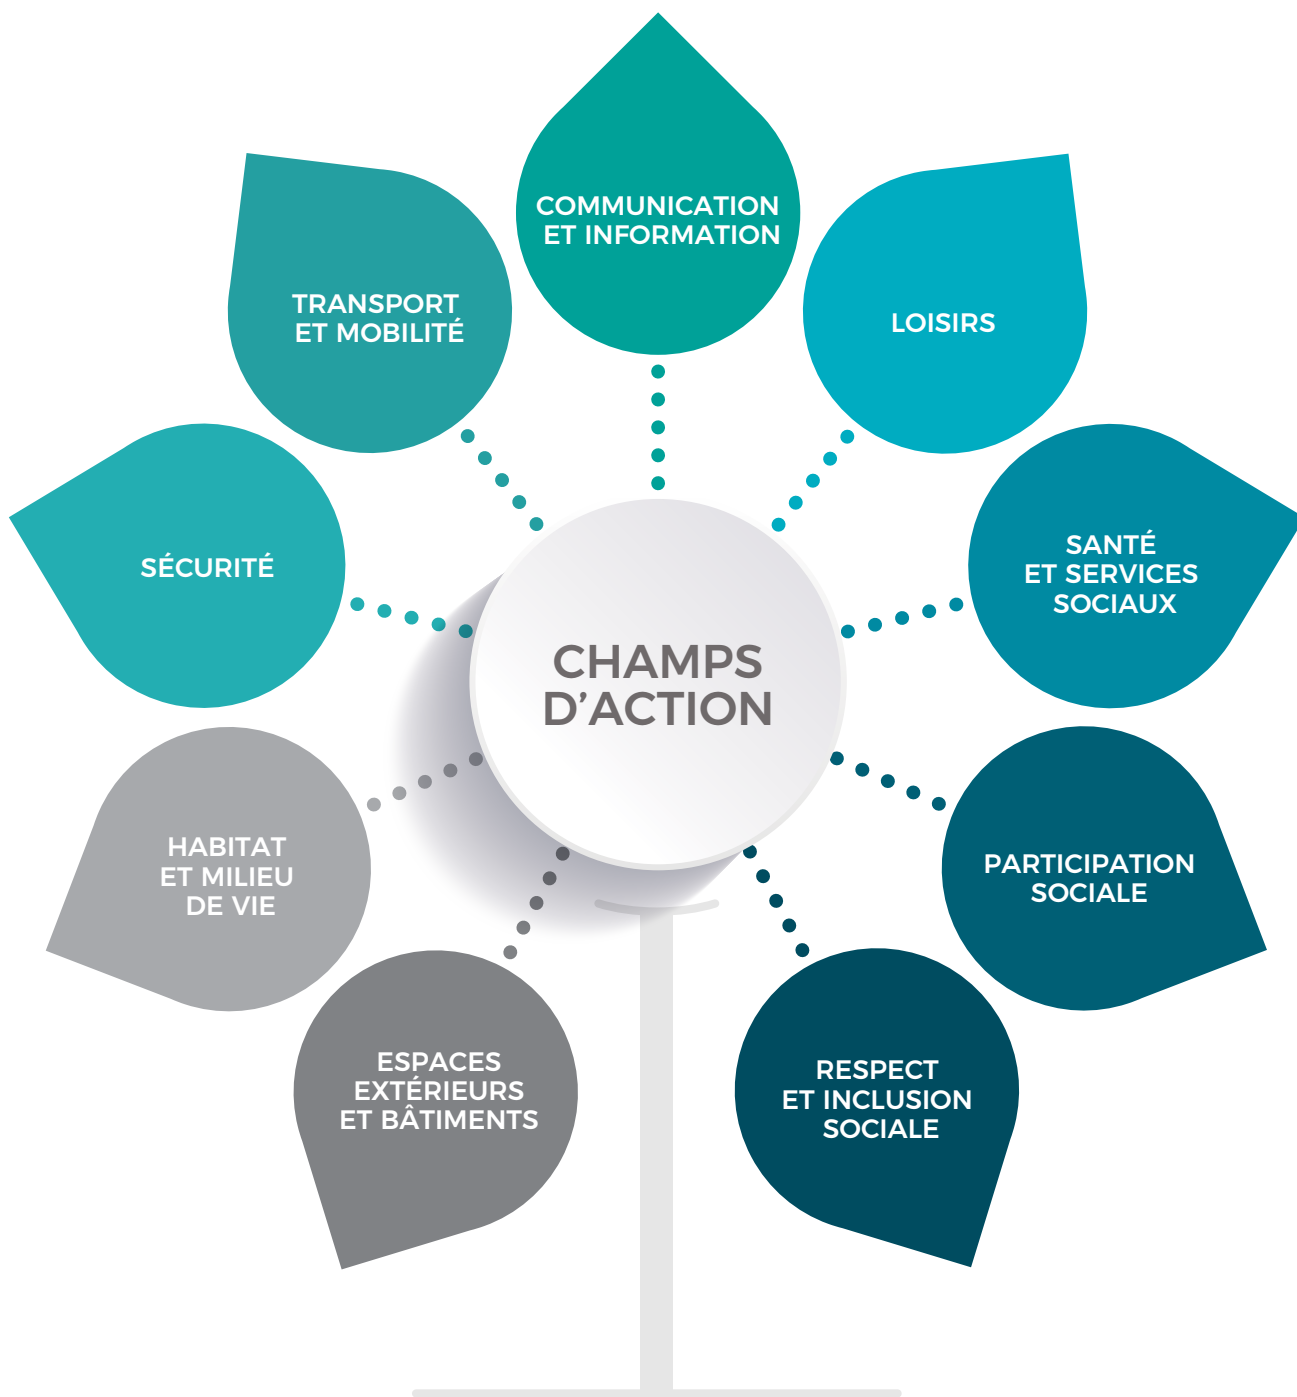 COMMUNICATION
ET INFORMATION
TRANSPORT
ET MOBILITÉ
LOISIRS
SÉCURITÉ
SANTÉ
ET SERVICES
SOCIAUX
CHAMPS
D’ACTION
HABITAT
ET MILIEU
DE VIE
PARTICIPATION
SOCIALE
ESPACES
EXTÉRIEURS
ET BÂTIMENTS
RESPECT
ET INCLUSION
SOCIALE